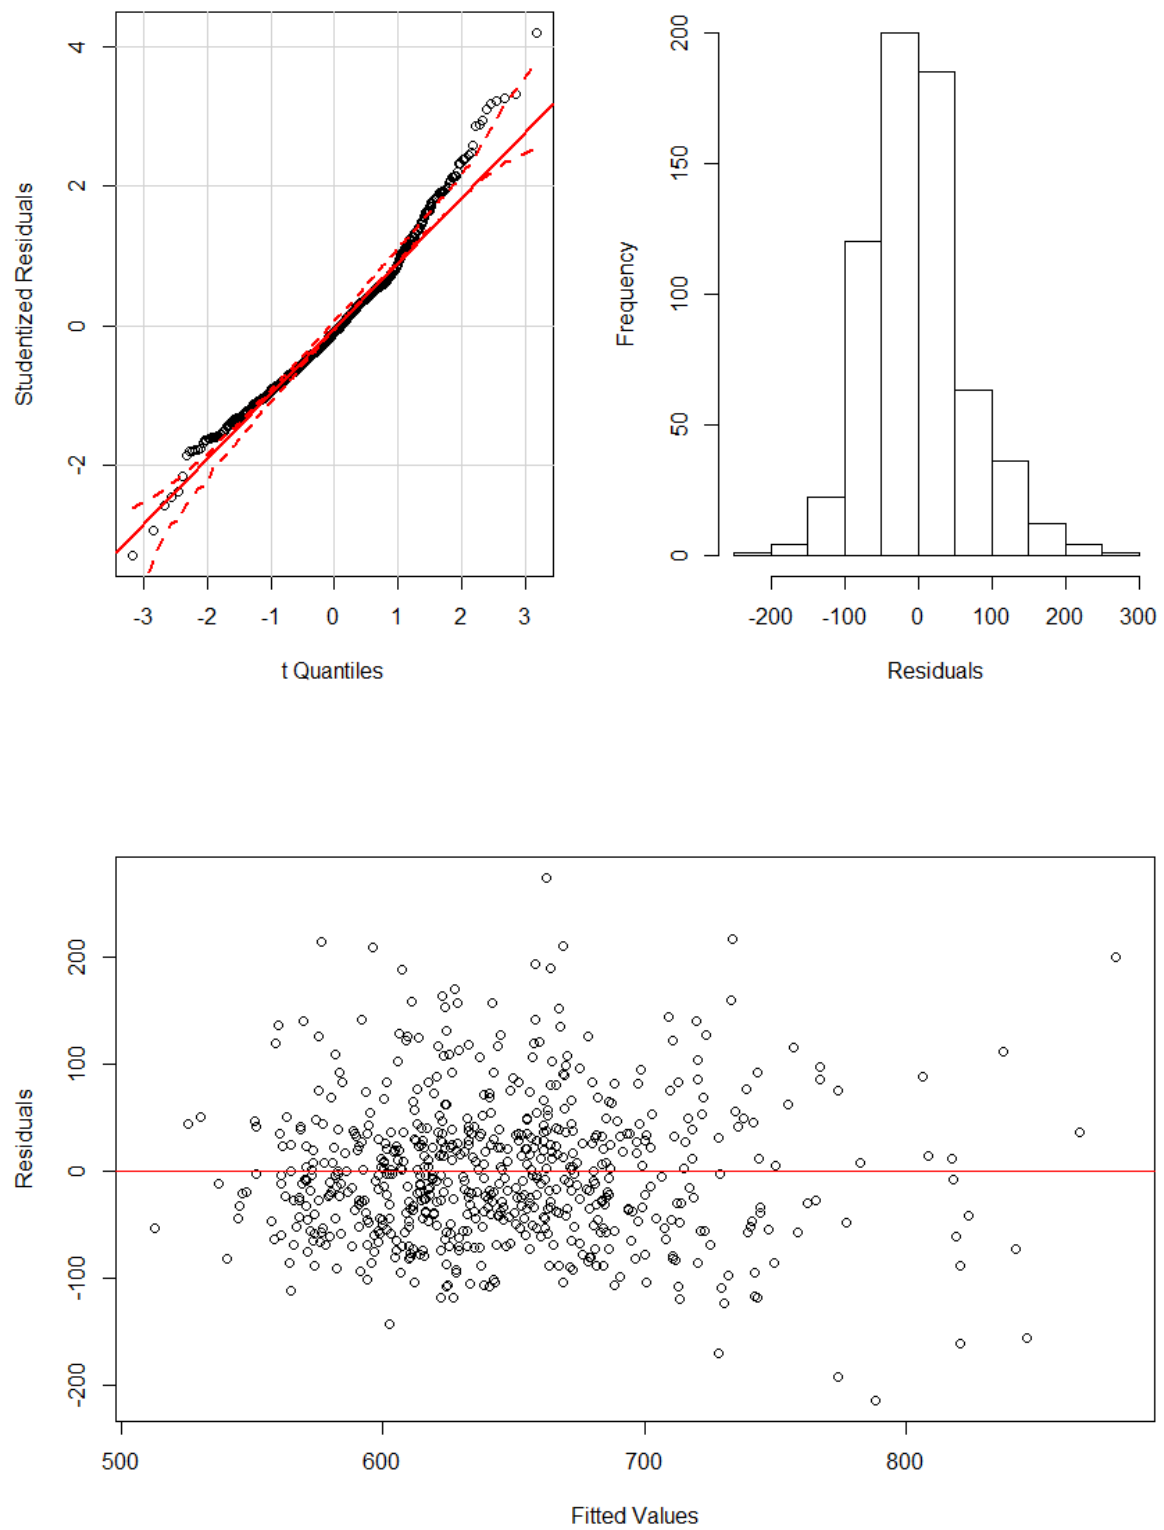 Studentized Residuals
4
2
0
-2
-3 -2 -1 0 1 2 3
t Quantiles
Frequency
200
150
100
50
0
-200 -100 0 100 200 300
Residuals
Residuals
200
100
0
-100
-200
500 600 700 800
Fitted Values